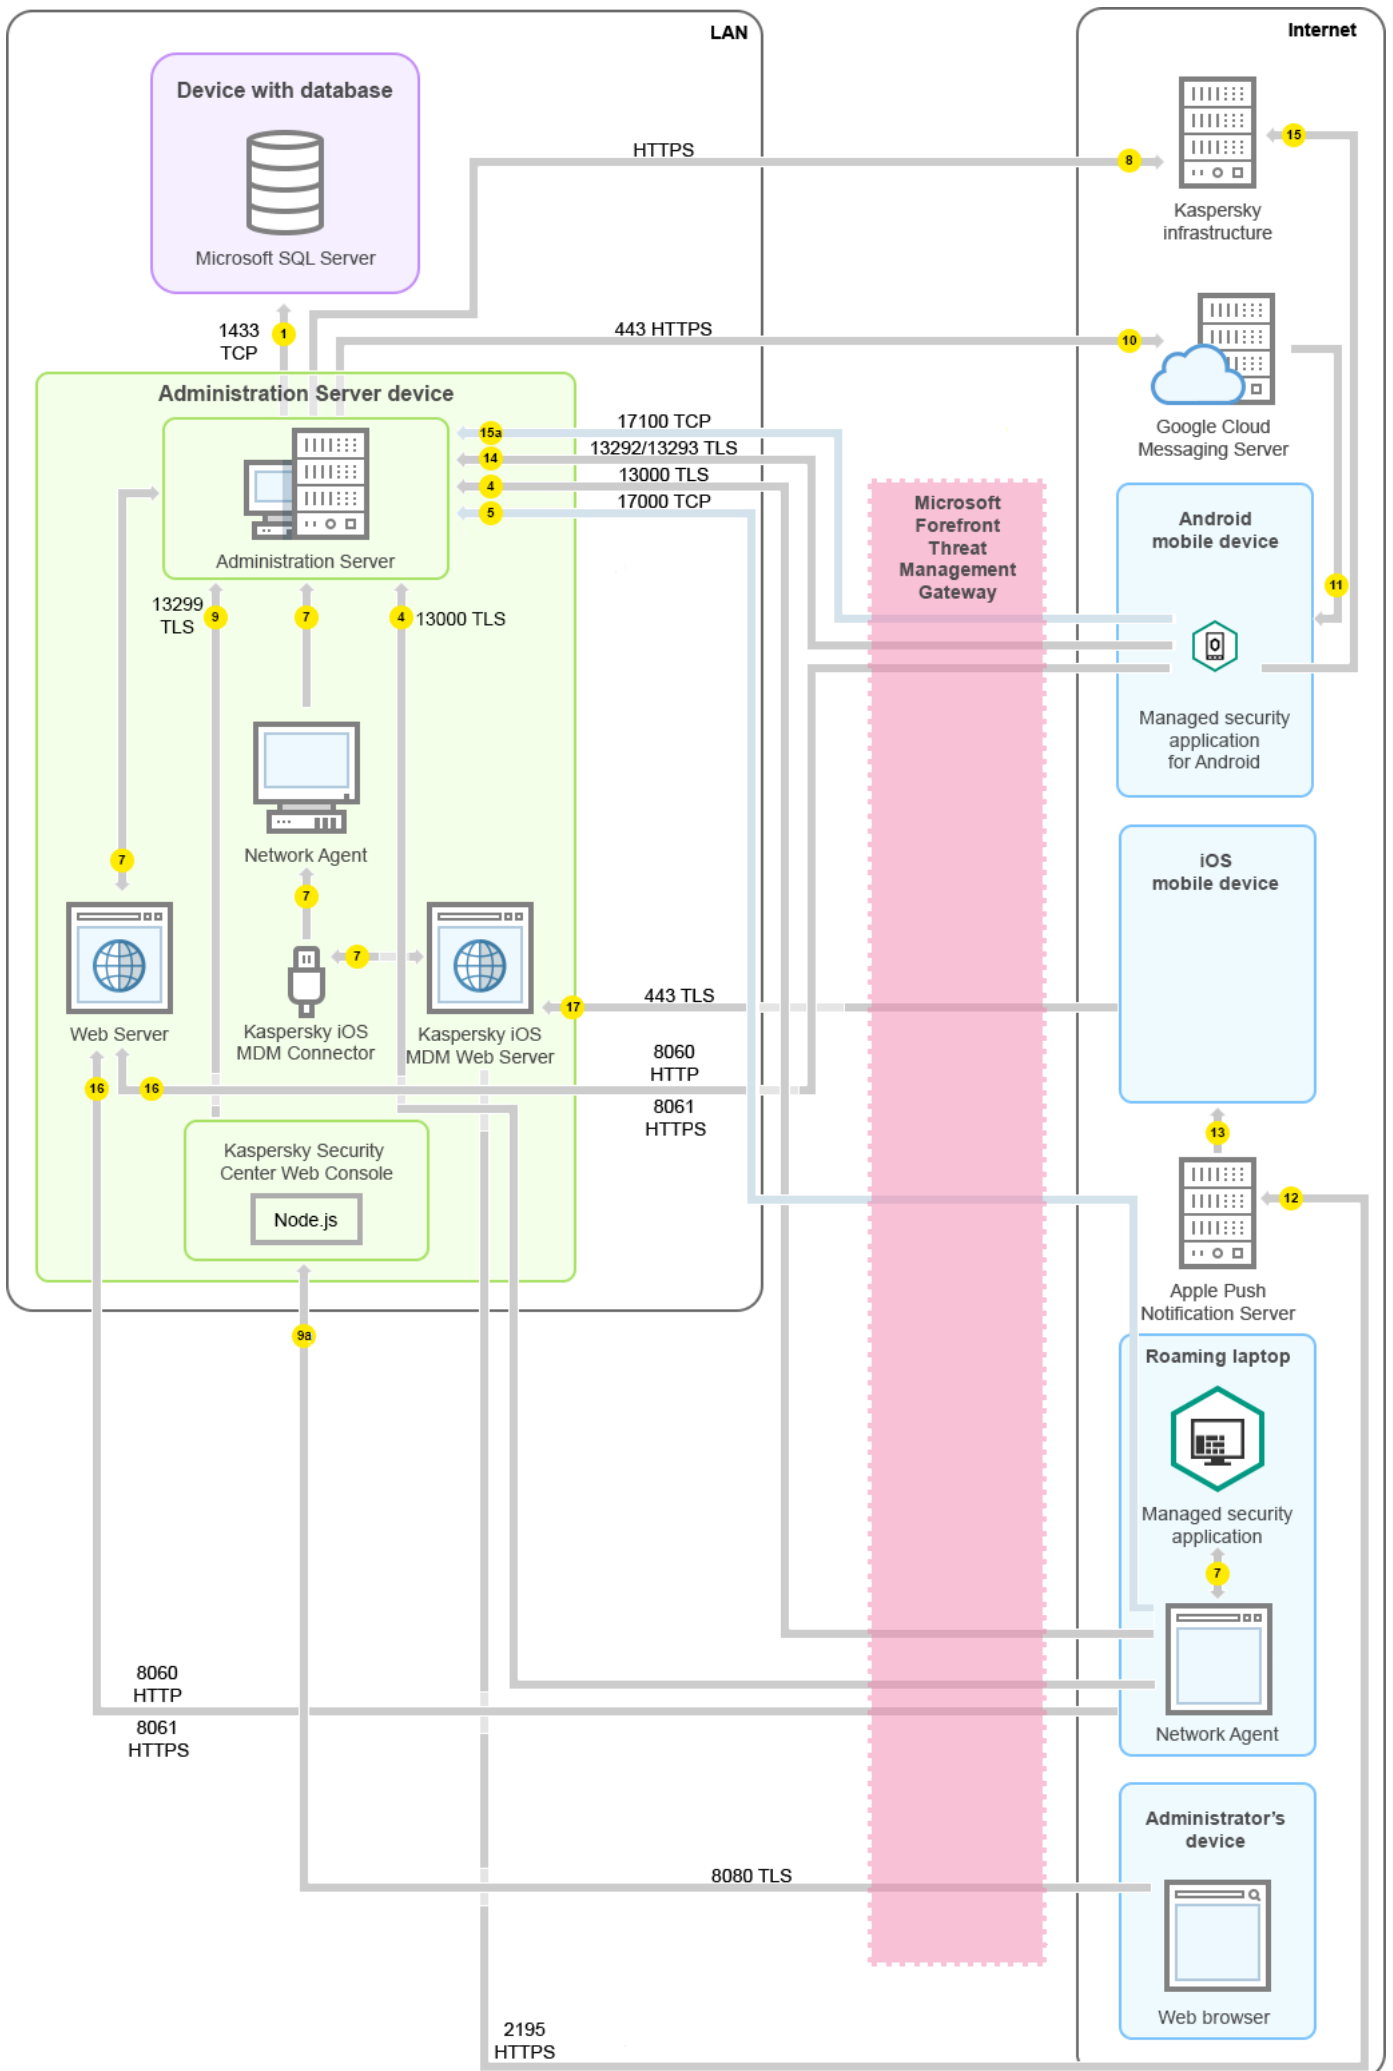 LAN
Internet
Device with database
Microsoft SQL Server
HTTPS
8
15
Kaspersky
infrastructure
1433
TCP
1
443 HTTPS
10
Google Cloud
Messaging Server
Administration Server device
Administration Server
17100 TCP
15a
13292/13293 TLS
14
13000 TLS
4
17000 TCP
5
Microsoft
Forefront
Threat
Management
Gateway
Android
mobile device
11
Managed security
application
for Android
13299
TLS
9
7
4
13000 TLS
Network Agent
7
7
7
Web Server
Kaspersky iOS
MDM Connector
Kaspersky iOS
MDM Web Server
iOS
mobile device
443 TLS
17
8060
HTTP
8061
HTTPS
16
16
Kaspersky Security
Center Web Console
Node.js
9a
13
12
Apple Push
Notification Server
Roaming laptop
Managed security
application
7
Network Agent
8060
HTTP
8061
HTTPS
Administrator's
device
8080 TLS
Web browser
2195
HTTPS